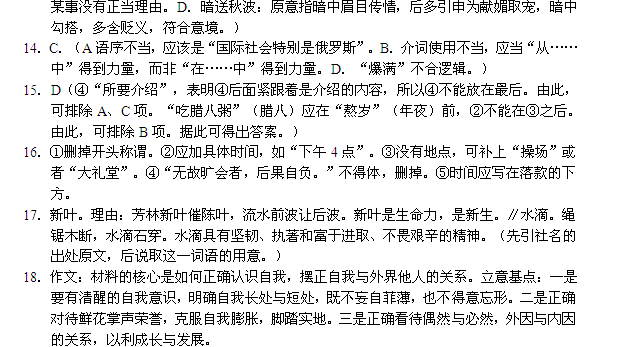 某事没有正当理由。D. 暗送秋波：原意指暗中眉目传情，后多引申为献媚取宠，暗中
勾搭，多含贬义，符合意境。）
14. C.（A 语序不当，应该是“国际社会特别是俄罗斯”。B. 介词使用不当，应当“从……
中”得到力量，而非“在……中”得到力量。D. “爆满”不合逻辑。）
15. D（④“所要介绍”，表明④后面紧跟着是介绍的内容，所以④不能放在最后。由此，
可排除 A、C 项。“吃腊八粥”（腊八）应在“熬岁”（年夜）前，②不能在③之后。
由此，可排除 B 项。据此可得出答案。）
16. ①删掉开头称谓。②应加具体时间，如“下午 4 点”。③没有地点，可补上“操场”或
者“大礼堂”。④“无故旷会者，后果自负。”不得体，删掉。⑤时间应写在落款的下
方。
17. 新叶。理由：芳林新叶催陈叶，流水前波让后波。新叶是生命力，是新生。∥水滴。绳
锯木断，水滴石穿。水滴具有坚韧、执著和富于进取、不畏艰辛的精神。（先引社名的
出处原文，后说取这一词语的用意。）
18. 作文：材料的核心是如何正确认识自我，摆正自我与外界他人的关系。立意基点：一是
要有清醒的自我意识，明确自我长处与短处，既不妄自菲薄，也不得意忘形。二是正确
对待鲜花掌声荣誉，克服自我膨胀，脚踏实地。三是正确看待偶然与必然，外因与内因
的关系，以利成长与发展。